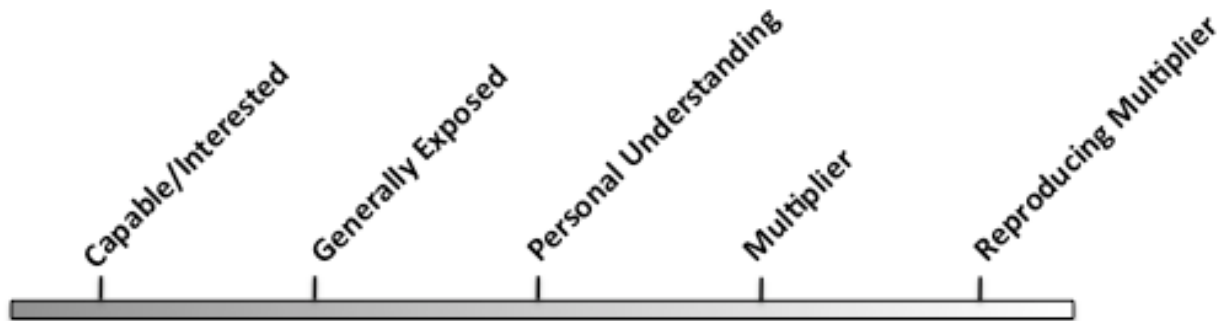 Capable/Interested
Generally Exposed
Personal Understanding
Multiplier
Reproducing Multiplier